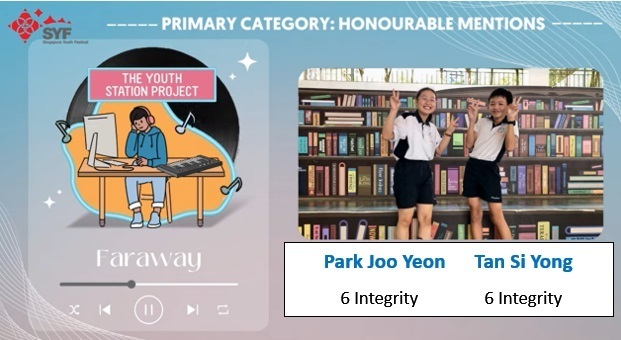 SYF
Singapore Youth Festival
PRIMARY CATEGORY: HONOURABLE MENTIONS
THE YOUTH
STATION PROJECT
Faraway
Park Joo Yeon
Tan Si Yong
6 Integrity
6 Integrity